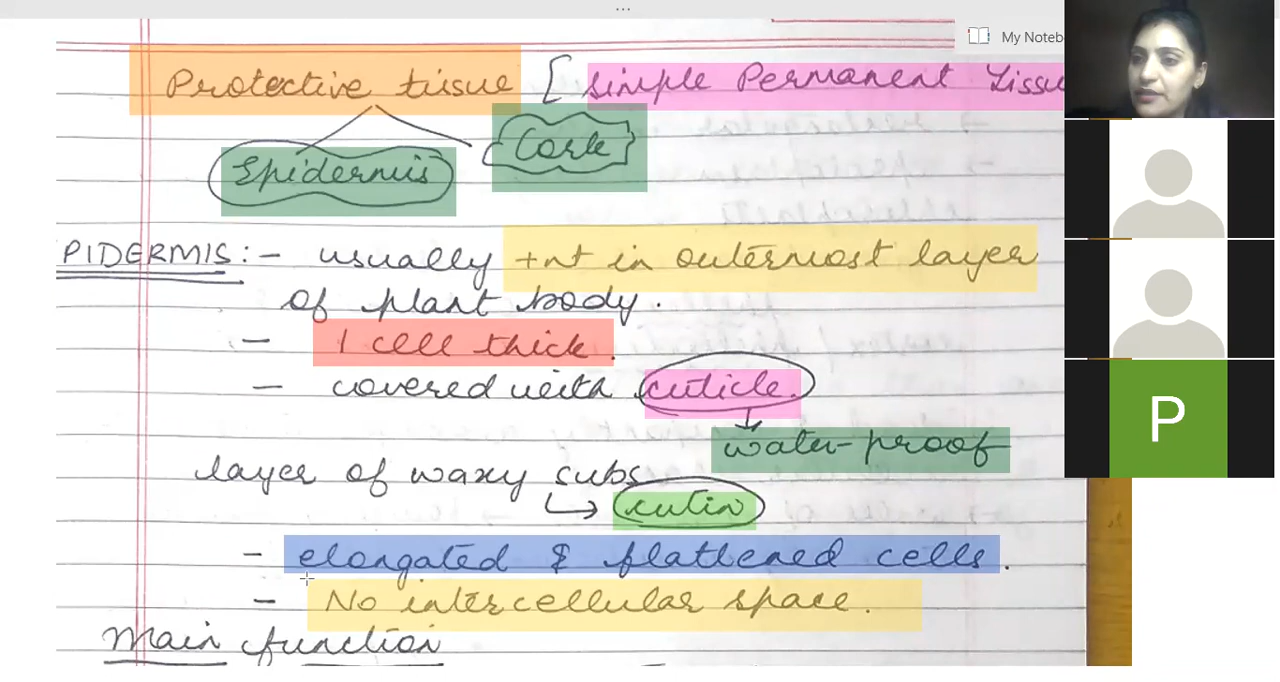 ...
My Noteb
Protective tissue [ simple Permanent Tissu
Epidermis Cork
PIDERMIS:- usually +nt in outermost layer
of plant body.
- 1 cell thick.
- covered with cuticle.
water-proof
layer of waxy subs
cutin
- elongated & flattened cells.
- No intercellular space.
Main function
P